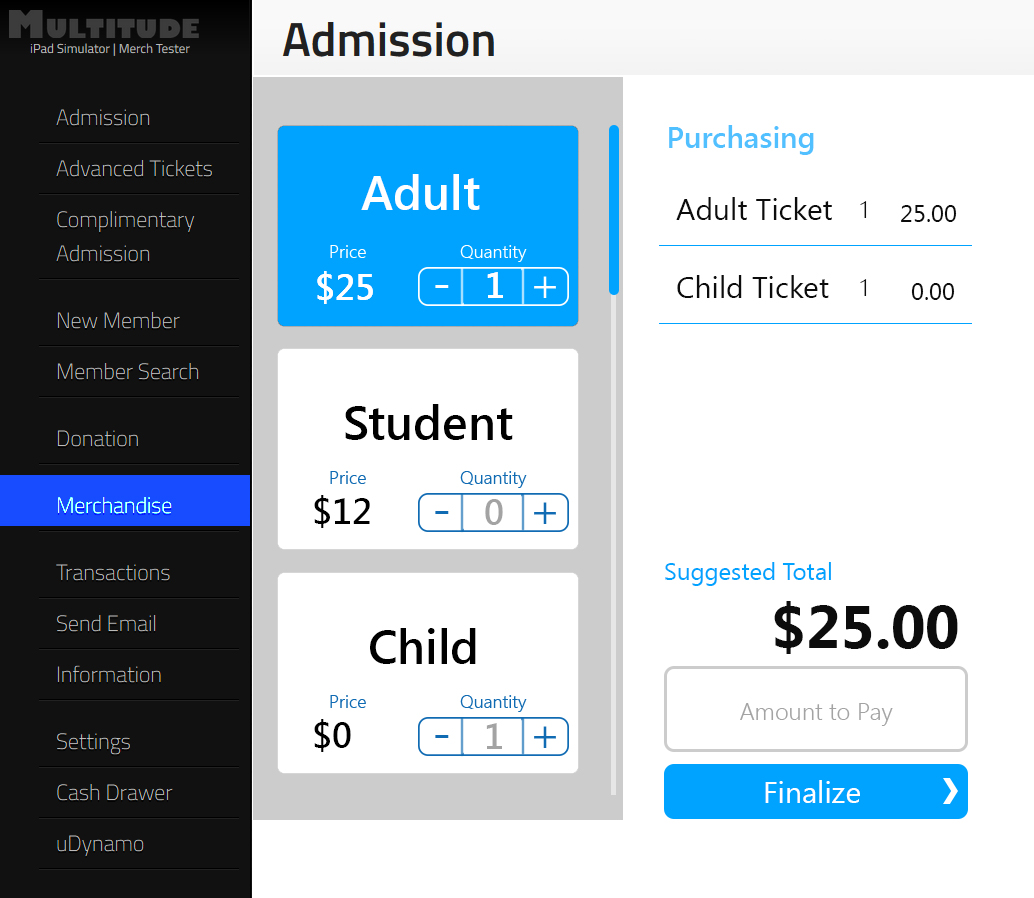 MULTITUDE
iPad Simulator | Merch Tester
Admission
Advanced Tickets
Complimentary
Admission
New Member
Member Search
Donation
Merchandise
Transactions
Send Email
Information
Settings
Cash Drawer
uDynamo
Admission
Adult
Price Quantity
$25 - 1 +
Student
Price Quantity
$12 - 0 +
Child
Price Quantity
$0 - 1 +
Purchasing
Adult Ticket 1 25.00
Child Ticket 1 0.00
Suggested Total
$25.00
Amount to Pay
Finalize ❯